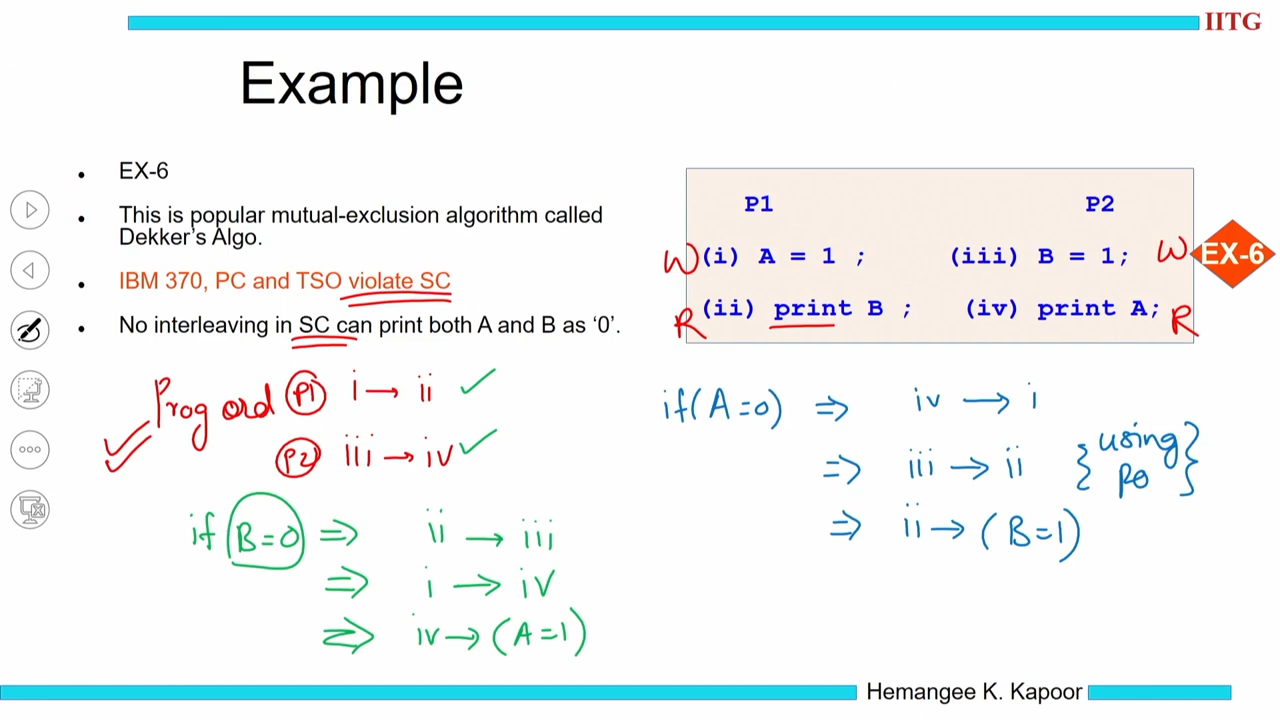 IITG
Example
• EX-6
• This is popular mutual-exclusion algorithm called
Dekker's Algo.
• IBM 370, PC and TSO violate SC
• No interleaving in SC can print both A and B as '0'.
P1 P2
W (i) A = 1 ; (iii) B = 1; W
R (ii) print B ; (iv) print A; R
EX-6
Prog ord P1 i → ii ✓
P2 iii → iv ✓
if B=0 ⇒ ii → iii
⇒ i → iv
⇒ iv → (A=1)
if(A=0) ⇒ iv → i
⇒ iii → ii {using PO}
⇒ ii → (B=1)
Hemangee K. Kapoor